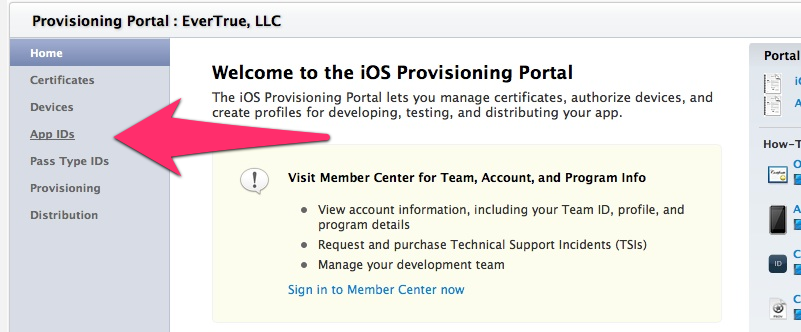 Provisioning Portal : EverTrue, LLC
Home
Certificates
Devices
App IDs
Pass Type IDs
Provisioning
Distribution
Welcome to the iOS Provisioning Portal
The iOS Provisioning Portal lets you manage certificates, authorize devices, and
create profiles for developing, testing, and distributing your app.
Visit Member Center for Team, Account, and Program Info
• View account information, including your Team ID, profile, and
program details
• Request and purchase Technical Support Incidents (TSIs)
• Manage your development team
Sign in to Member Center now
Portal
How-T
ID